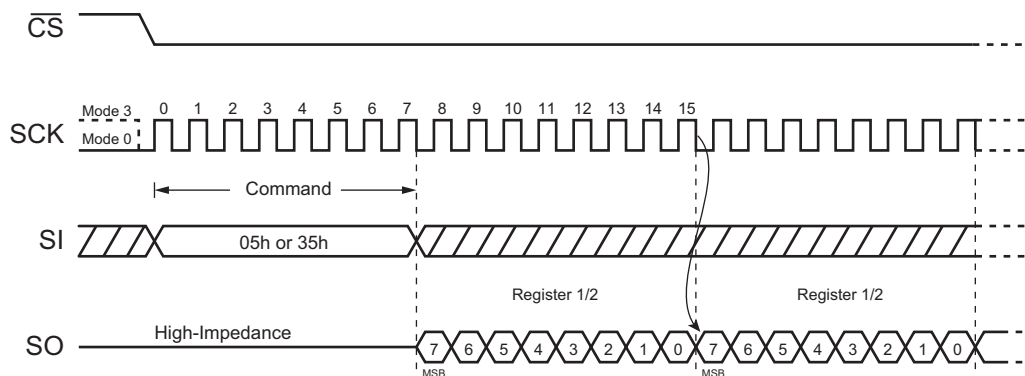 CS
Mode 3
0 1 2 3 4 5 6 7 8 9 10 11 12 13 14 15
SCK
Mode 0
Command
SI
05h or 35h
Register 1/2 Register 1/2
High-Impedance
SO
7 6 5 4 3 2 1 0 7 6 5 4 3 2 1 0
MSB MSB